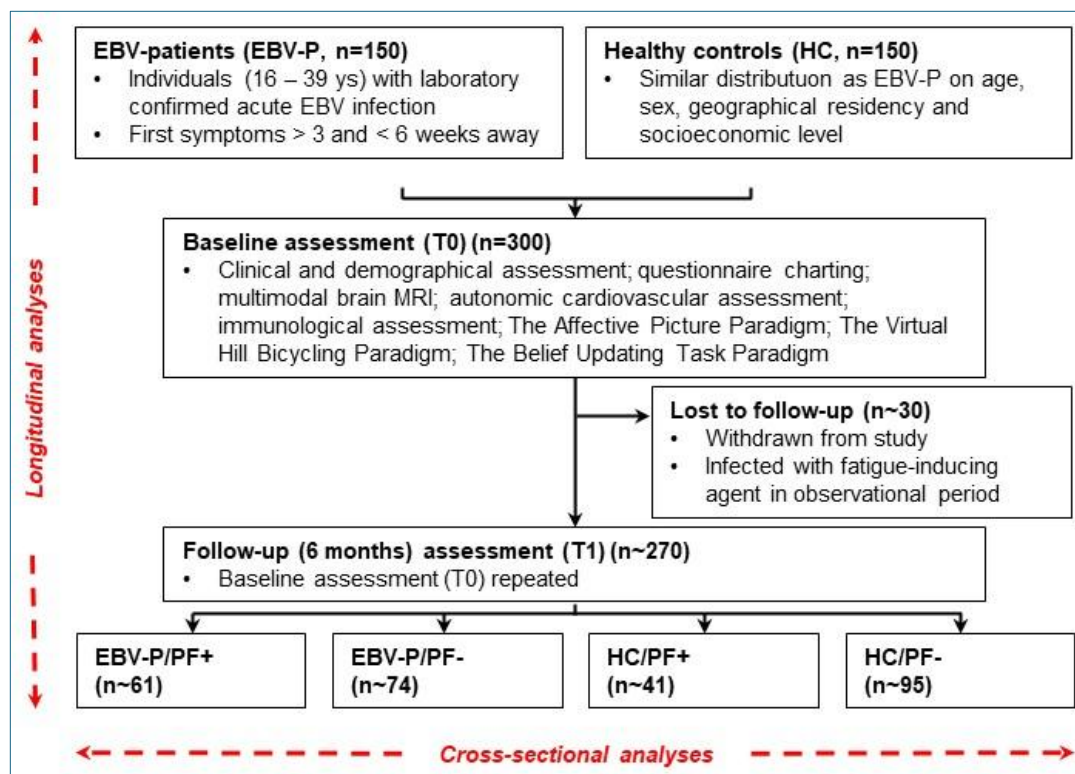 EBV-patients (EBV-P, n=150)
• Individuals (16 – 39 ys) with laboratory
confirmed acute EBV infection
• First symptoms > 3 and < 6 weeks away
Healthy controls (HC, n=150)
• Similar distributuon as EBV-P on age,
sex, geographical residency and
socioeconomic level
Longitudinal analyses
Baseline assessment (T0) (n=300)
• Clinical and demographical assessment; questionnaire charting;
multimodal brain MRI; autonomic cardiovascular assessment;
immunological assessment; The Affective Picture Paradigm; The Virtual
Hill Bicycling Paradigm; The Belief Updating Task Paradigm
Lost to follow-up (n~30)
• Withdrawn from study
• Infected with fatigue-inducing
agent in observational period
Follow-up (6 months) assessment (T1) (n~270)
• Baseline assessment (T0) repeated
EBV-P/PF+
(n~61)
EBV-P/PF-
(n~74)
HC/PF+
(n~41)
HC/PF-
(n~95)
Cross-sectional analyses